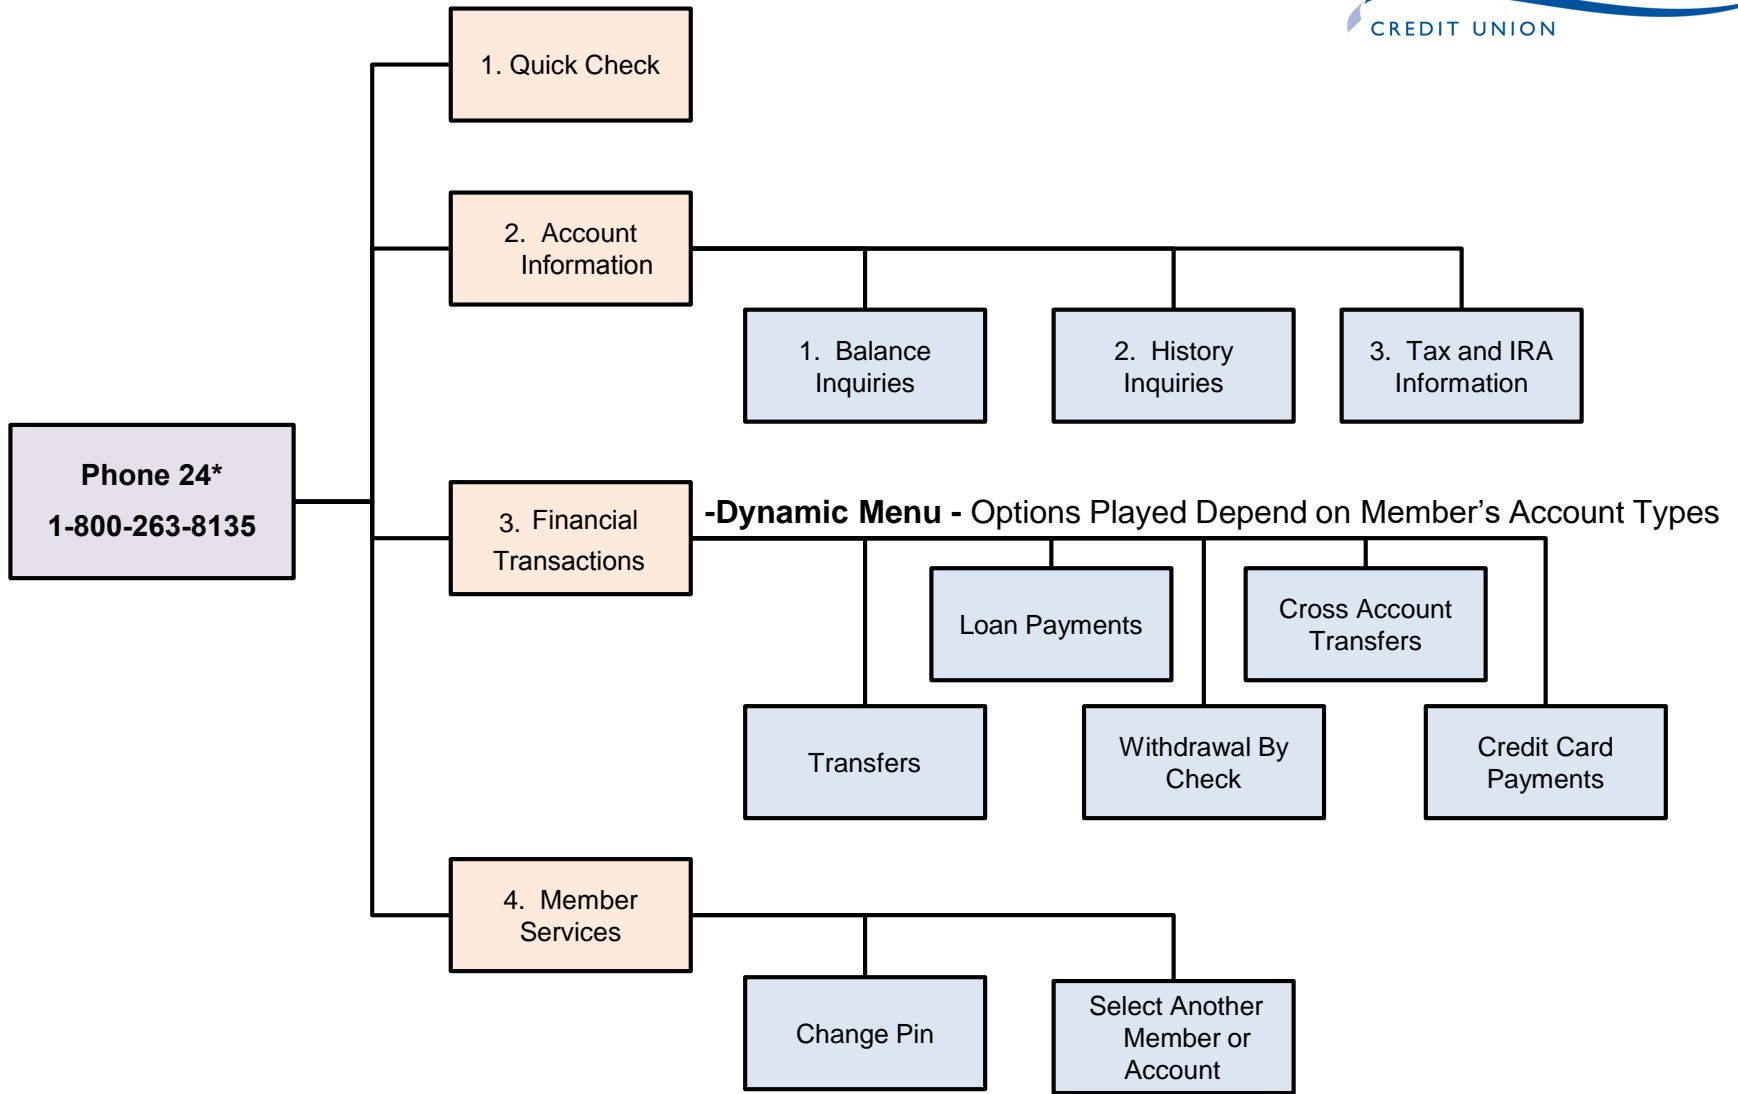 CREDIT UNION
1. Quick Check
2. Account
Information
1. Balance
Inquiries
2. History
Inquiries
3. Tax and IRA
Information
Phone 24*
1-800-263-8135
3. Financial
Transactions
-Dynamic Menu - Options Played Depend on Member's Account Types
Loan Payments
Cross Account
Transfers
Transfers
Withdrawal By
Check
Credit Card
Payments
4. Member
Services
Change Pin
Select Another
Member or
Account